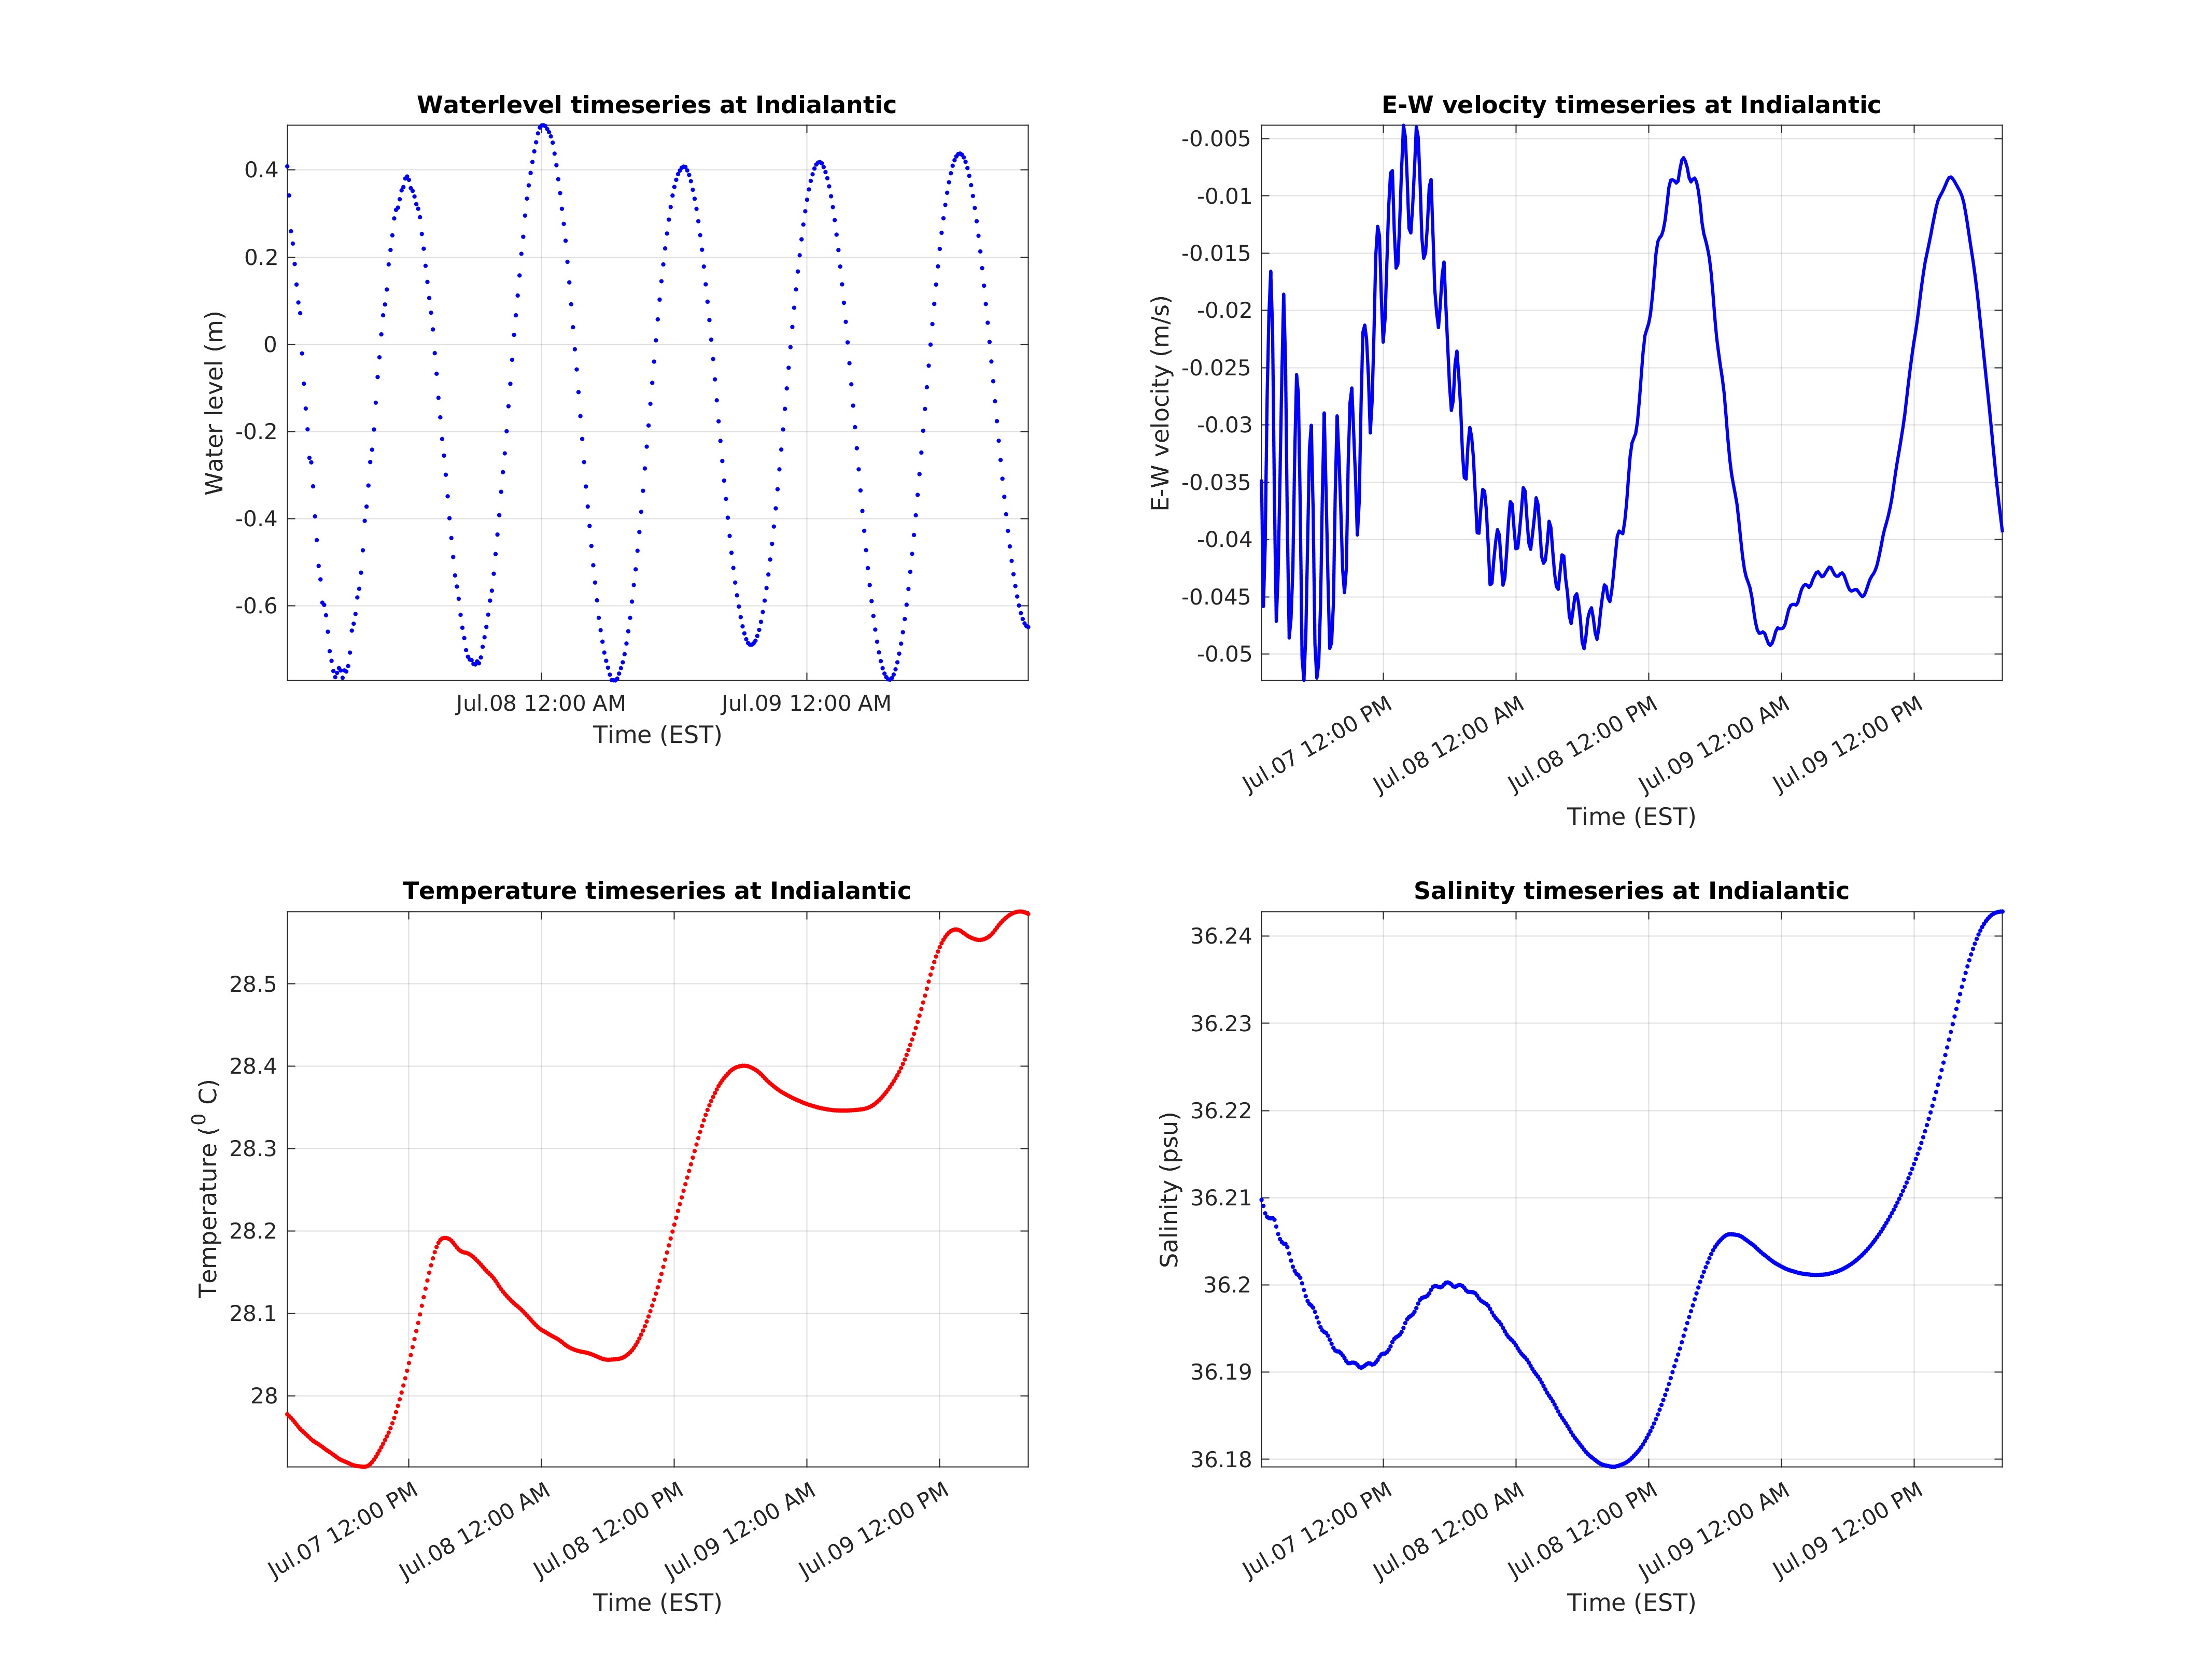 Waterlevel timeseries at Indialantic
0.4
0.2
0
-0.2
-0.4
-0.6
Water level (m)
Jul.08 12:00 AM
Jul.09 12:00 AM
Time (EST)
E-W velocity timeseries at Indialantic
-0.005
-0.01
-0.015
-0.02
-0.025
-0.03
-0.035
-0.04
-0.045
-0.05
E-W velocity (m/s)
Jul.07 12:00 PM
Jul.08 12:00 AM
Jul.08 12:00 PM
Jul.09 12:00 AM
Jul.09 12:00 PM
Time (EST)
Temperature timeseries at Indialantic
28.5
28.4
28.3
28.2
28.1
28
Temperature (⁰ C)
Jul.07 12:00 PM
Jul.08 12:00 AM
Jul.08 12:00 PM
Jul.09 12:00 AM
Jul.09 12:00 PM
Time (EST)
Salinity timeseries at Indialantic
36.24
36.23
36.22
36.21
36.2
36.19
36.18
Salinity (psu)
Jul.07 12:00 PM
Jul.08 12:00 AM
Jul.08 12:00 PM
Jul.09 12:00 AM
Jul.09 12:00 PM
Time (EST)